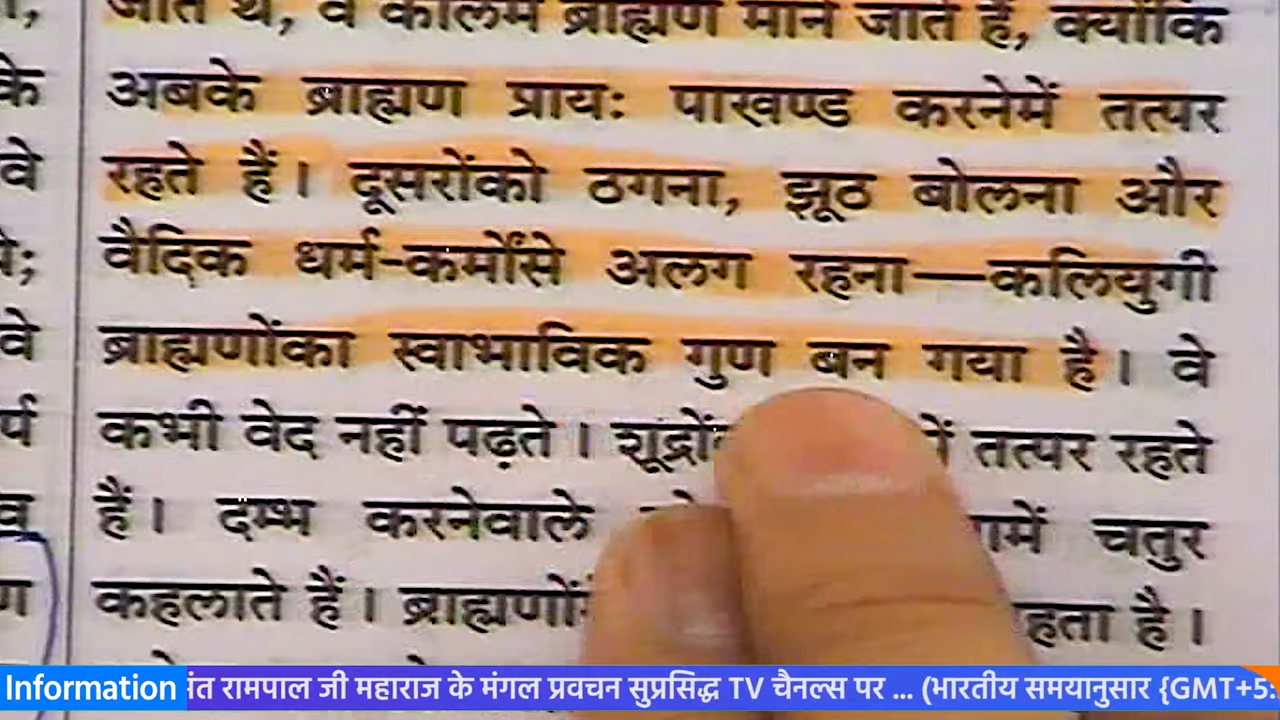 जाते थे, वे कलिमें ब्राह्मण माने जाते हैं, क्योंकि
के अबके ब्राह्मण प्रायः पाखण्ड करनेमें तत्पर
वे रहते हैं। दूसरोंको ठगना, झूठ बोलना और
वैदिक धर्म-कर्मोंसे अलग रहना—कलियुगी
वे ब्राह्मणोंका स्वाभाविक गुण बन गया है। वे
कभी वेद नहीं पढ़ते। तत्पर रहते
हैं। दम्भ करनेवाले चतुर
कहलाते हैं। है।
Information रामपाल जी महाराज के मंगल प्रवचन सुप्रसिद्ध TV चैनल्स पर ... (भारतीय समयानुसार {GMT+5: